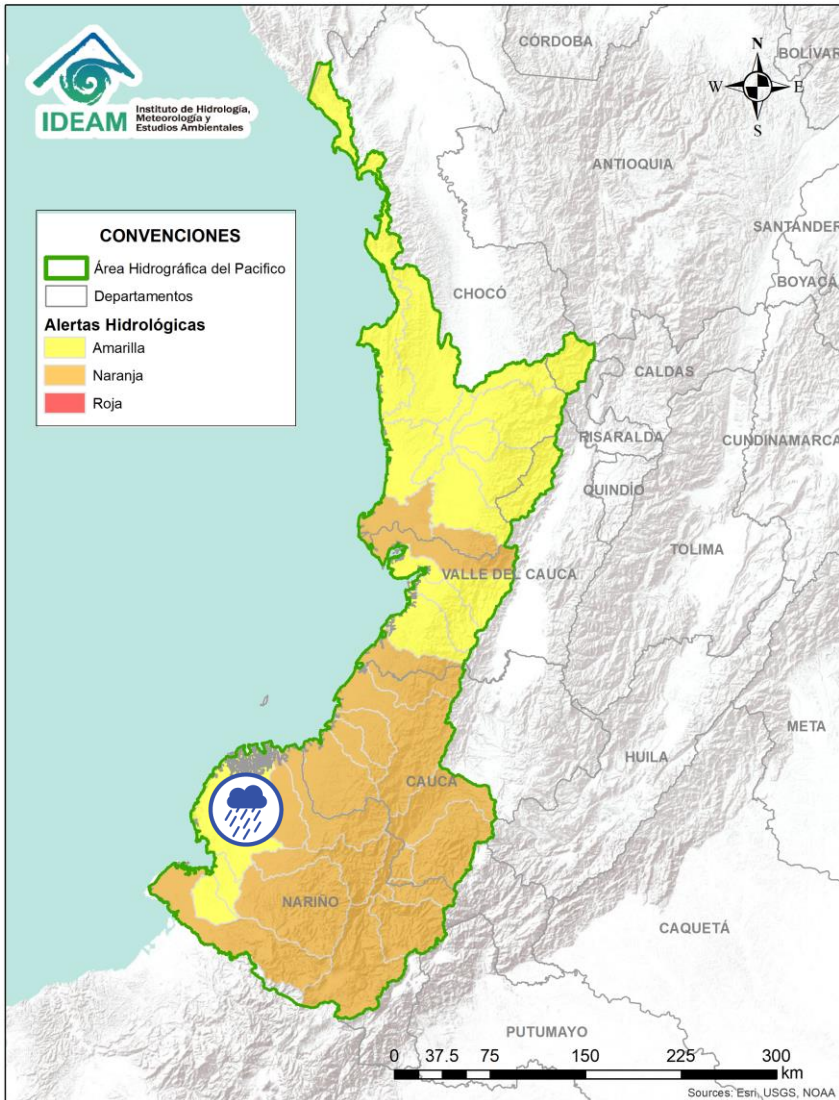 IDEAM
Instituto de Hidrología,
Meteorología y
Estudios Ambientales
CÓRDOBA
BOLÍVAR
N
W
E
S
ANTIOQUIA
SANTANDER
BOYACÁ
CONVENCIONES
Área Hidrográfica del Pacifico
Departamentos
Alertas Hidrológicas
Amarilla
Naranja
Roja
CHOCÓ
CALDAS
RISARALDA
CUNDINAMARCA
QUINDÍO
TOLIMA
VALLE DEL CAUCA
META
HUILA
CAUCA
NARIÑO
CAQUETÁ
PUTUMAYO
0 37.5 75 150 225 300
km
Sources: Esri, USGS, NOAA